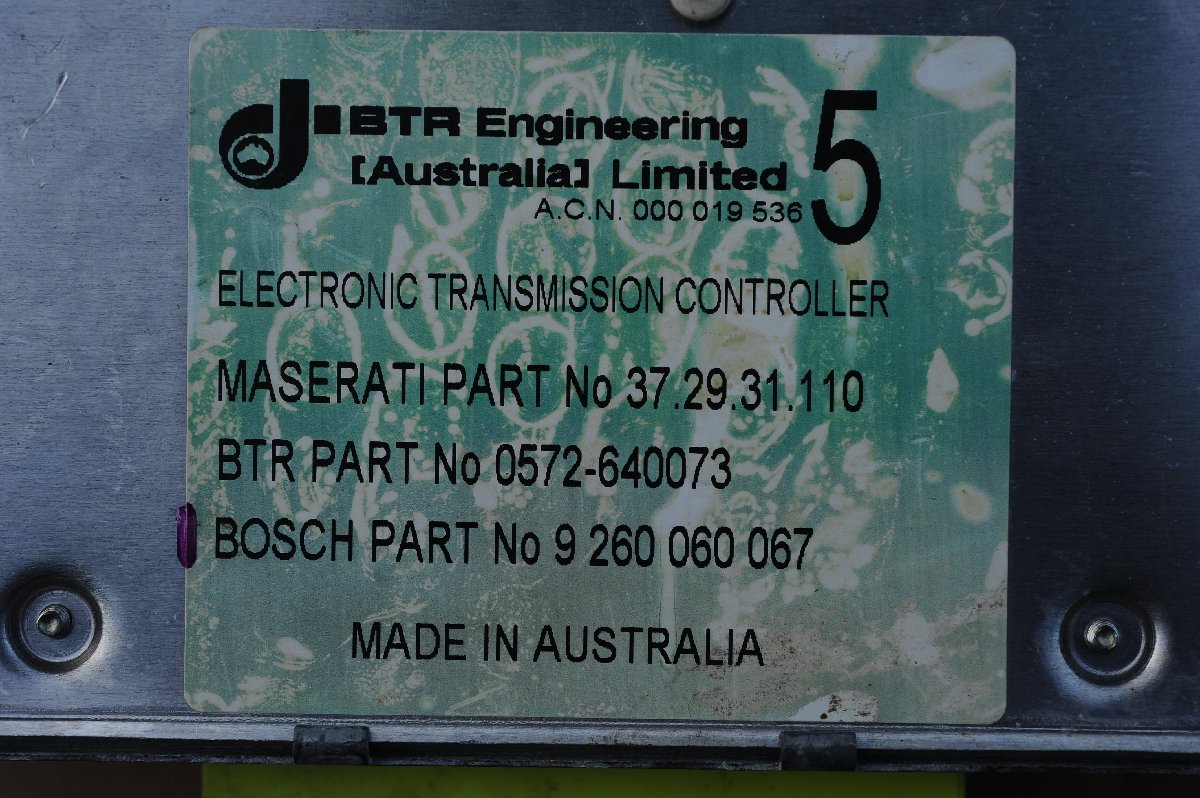 BTR Engineering
[Australia] Limited
5
A.C.N. 000 019 536
ELECTRONIC TRANSMISSION CONTROLLER
MASERATI PART No 37.29.31.110
BTR PART No 0572-640073
BOSCH PART No 9 260 060 067
MADE IN AUSTRALIA